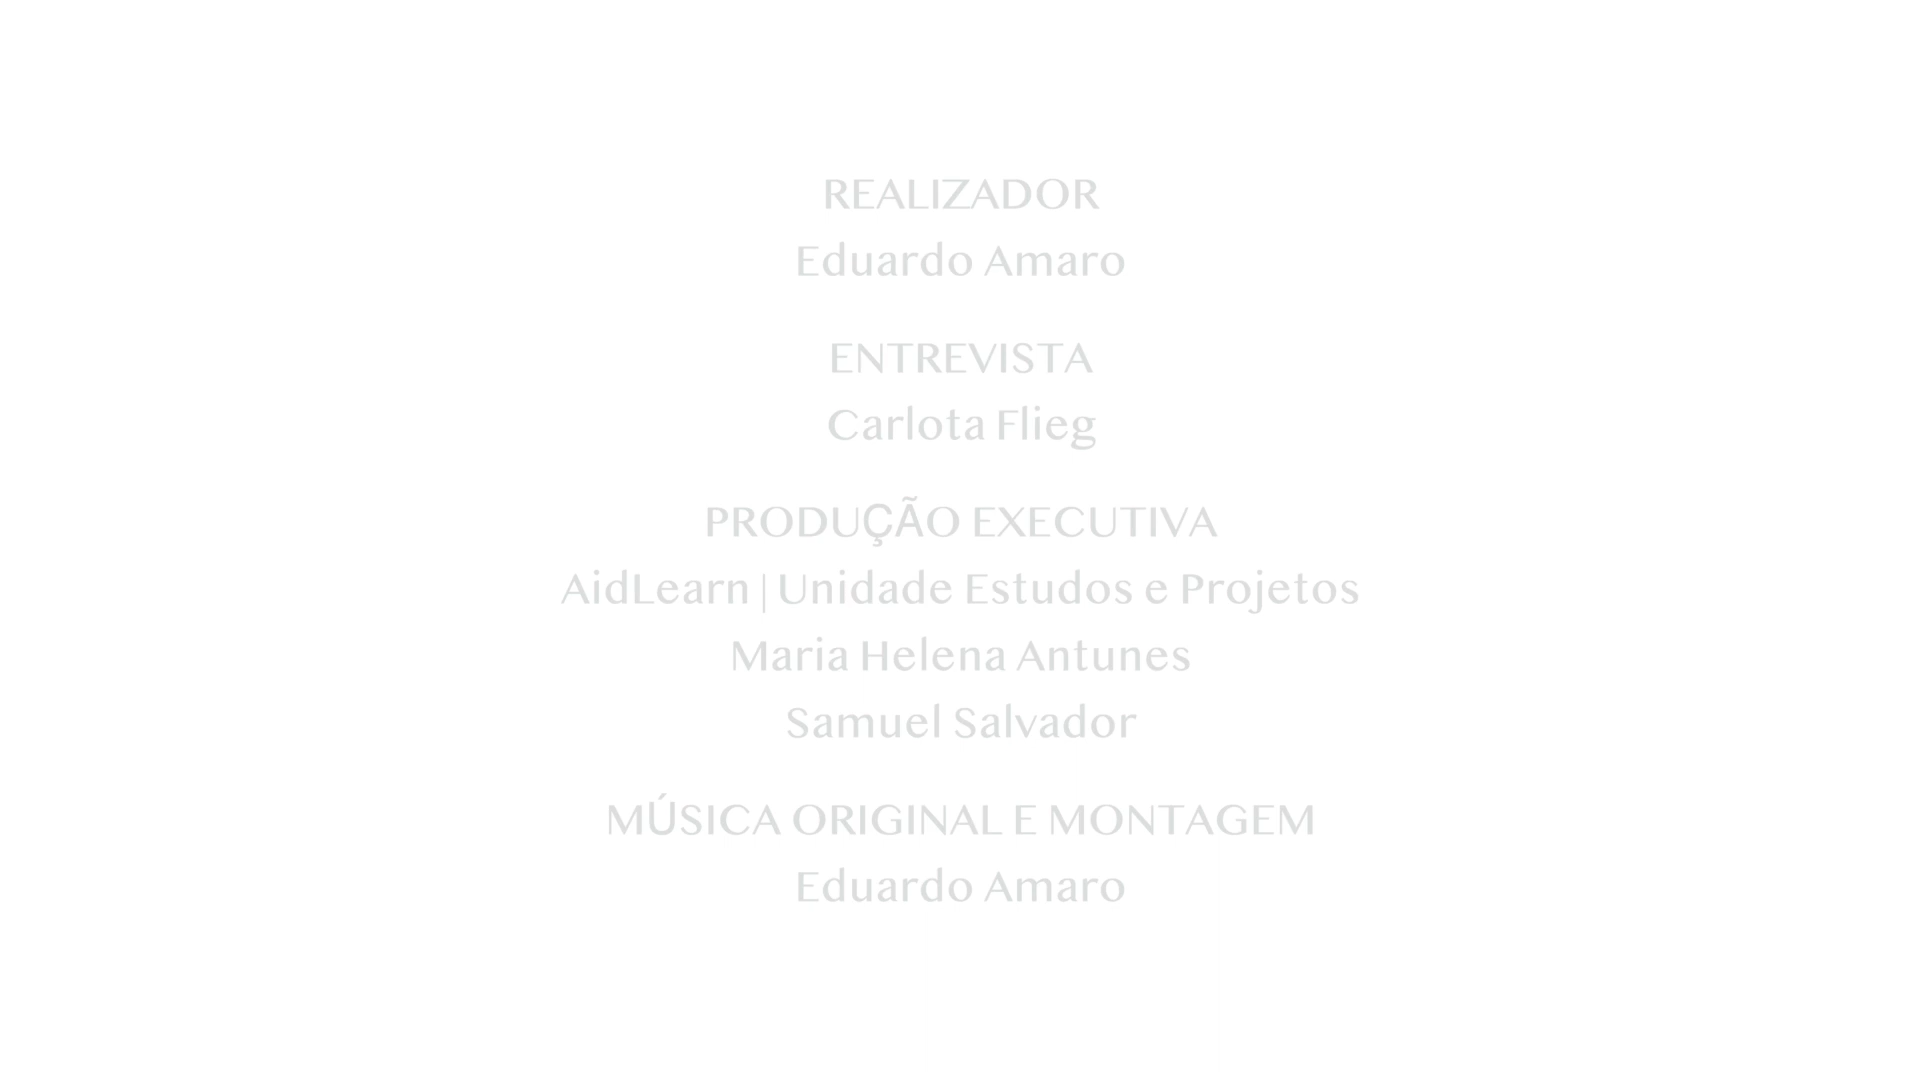 REALIZADOR
Eduardo Amaro
ENTREVISTA
Carlota Flieg
PRODUÇÃO EXECUTIVA
AidLearn | Unidade Estudos e Projetos
Maria Helena Antunes
Samuel Salvador
MÚSICA ORIGINAL E MONTAGEM
Eduardo Amaro